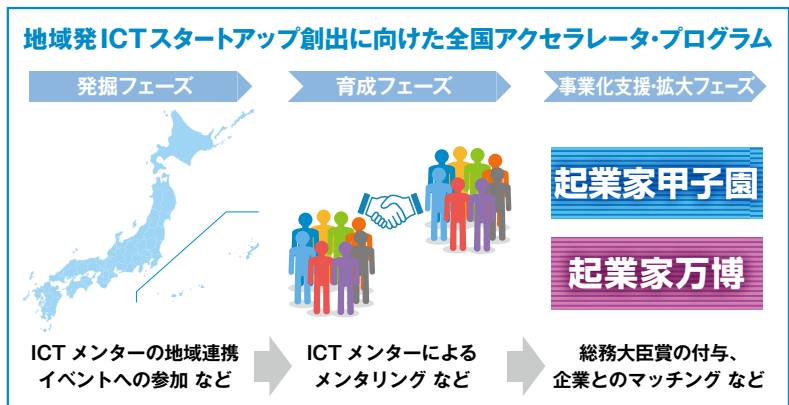 地域発ICTスタートアップ創出に向けた全国アクセラレータ・プログラム
発掘フェーズ
育成フェーズ
事業化支援・拡大フェーズ
起業家甲子園
起業家万博
ICT メンターの地域連携
イベントへの参加 など
ICT メンターによる
メンタリング など
総務大臣賞の付与、
企業とのマッチング など